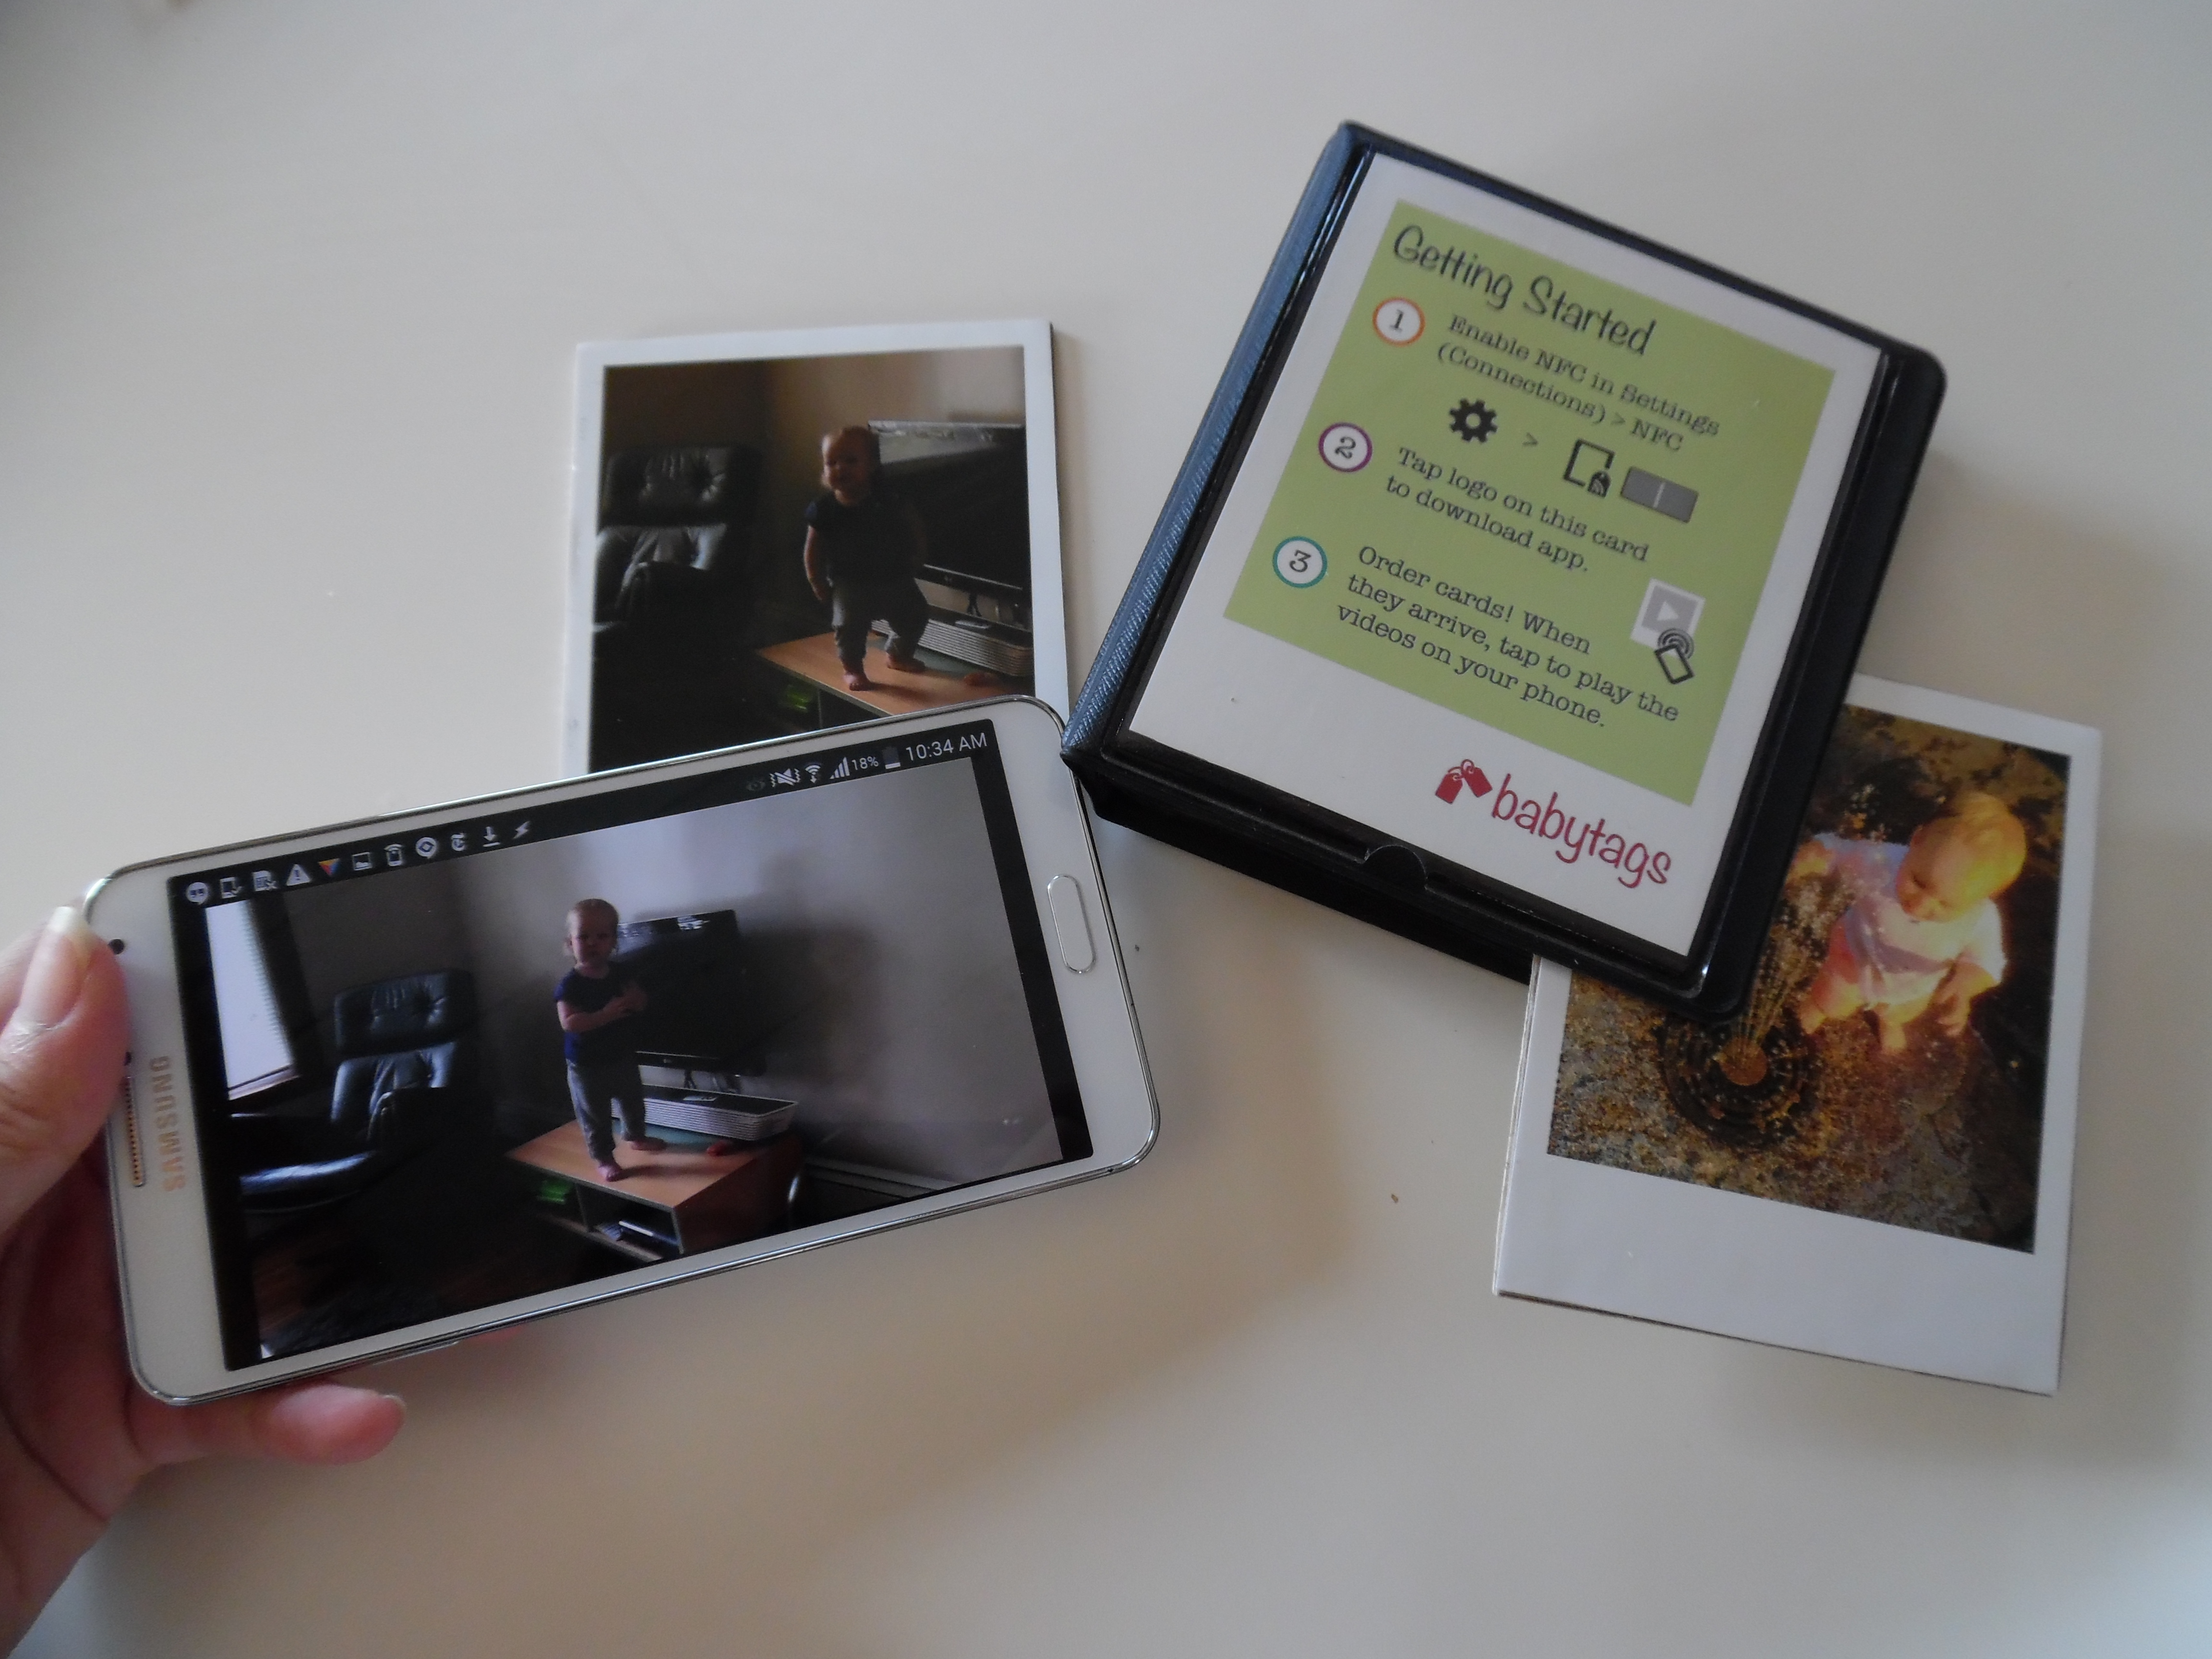 Getting Started
1 Enable NFC in Settings
(Connections) > NFC
>
2 Tap logo on this card
to download app.
3 Order cards! When
they arrive, tap to play the
videos on your phone.
babytags
18% 10:34 AM
SAMSUNG